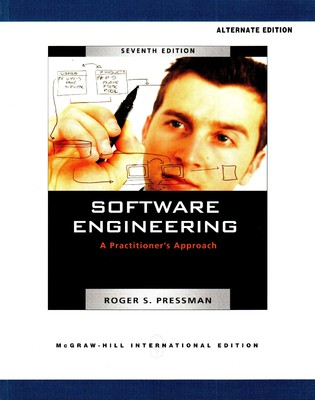 ALTERNATE EDITION
SEVENTH EDITION
SOFTWARE
ENGINEERING
A Practitioner's Approach
ROGER S. PRESSMAN
McGRAW-HILL INTERNATIONAL EDITION